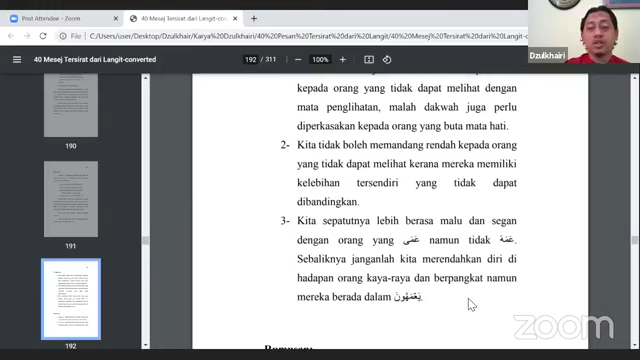 Post Attendee - Zoom
40 Mesej Tersirat dari Langit-con
File
C:/Users/user/Desktop/Dzulkhair/Karya%20Dzulkhairi/40%20Pesan%20Tersirat%20dari%20Langit/40%20Mesej%20Tersirat%20dari%20Langit-converted
40 Mesej Tersirat dari Langit-converted
192 / 311
100%
Dzulkhairi
kepada orang yang tidak dapat melihat dengan
mata penglihatan, malah dakwah juga perlu
diperkasakan kepada orang yang buta mata hati.
2- Kita tidak boleh memandang rendah kepada orang
yang tidak dapat melihat kerana mereka memiliki
kelebihan tersendiri yang tidak dapat
dibandingkan.
3- Kita sepatutnya lebih berasa malu dan segan
dengan orang yang عَمَى namun tidak عَمَهُ.
Sebaliknya janganlah kita merendahkan diri di
hadapan orang kaya-raya dan berpangkat namun
mereka berada dalam يَعْمَهُونَ.
190
191
192
zoom